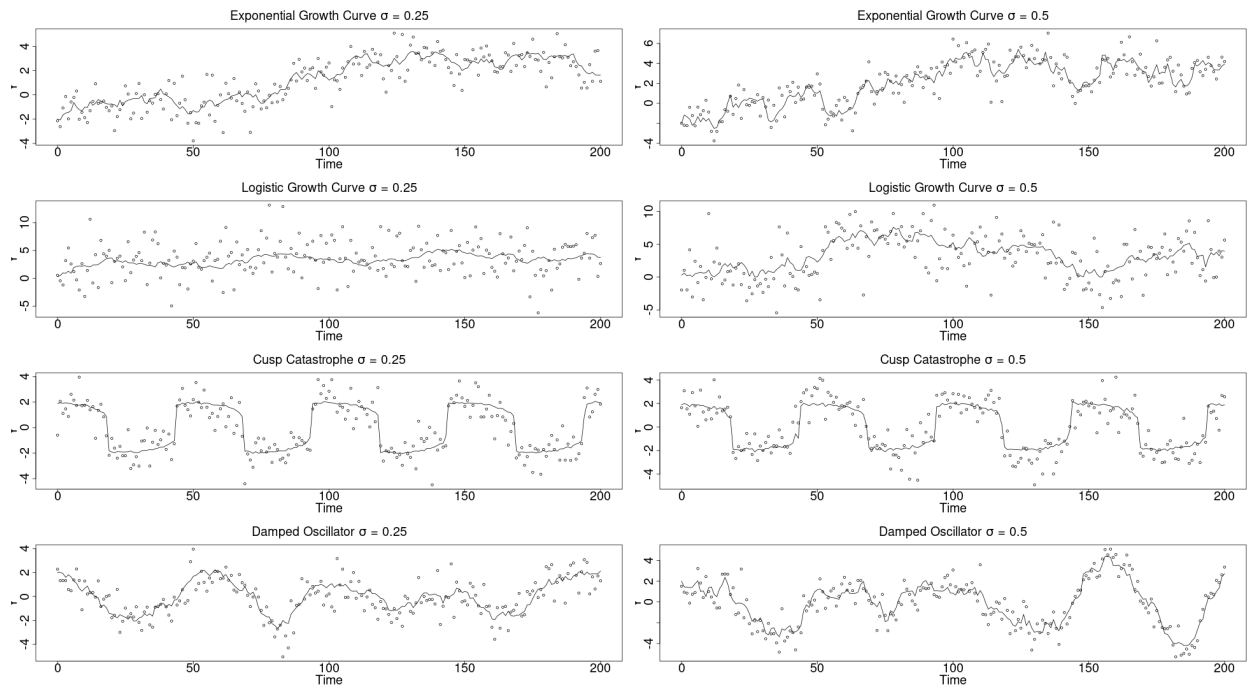 Exponential Growth Curve σ = 0.25
4
2
0
-2
-4
τ
0 50 100 150 200
Time
Exponential Growth Curve σ = 0.5
6
4
2
0
-4
τ
0 50 100 150 200
Time
Logistic Growth Curve σ = 0.25
10
5
0
-5
τ
0 50 100 150 200
Time
Logistic Growth Curve σ = 0.5
10
5
0
-5
τ
0 50 100 150 200
Time
Cusp Catastrophe σ = 0.25
4
2
0
-2
-4
τ
0 50 100 150 200
Time
Cusp Catastrophe σ = 0.5
4
2
0
-2
-4
τ
0 50 100 150 200
Time
Damped Oscillator σ = 0.25
4
2
0
-2
-4
τ
0 50 100 150 200
Time
Damped Oscillator σ = 0.5
4
2
0
-4
τ
0 50 100 150 200
Time